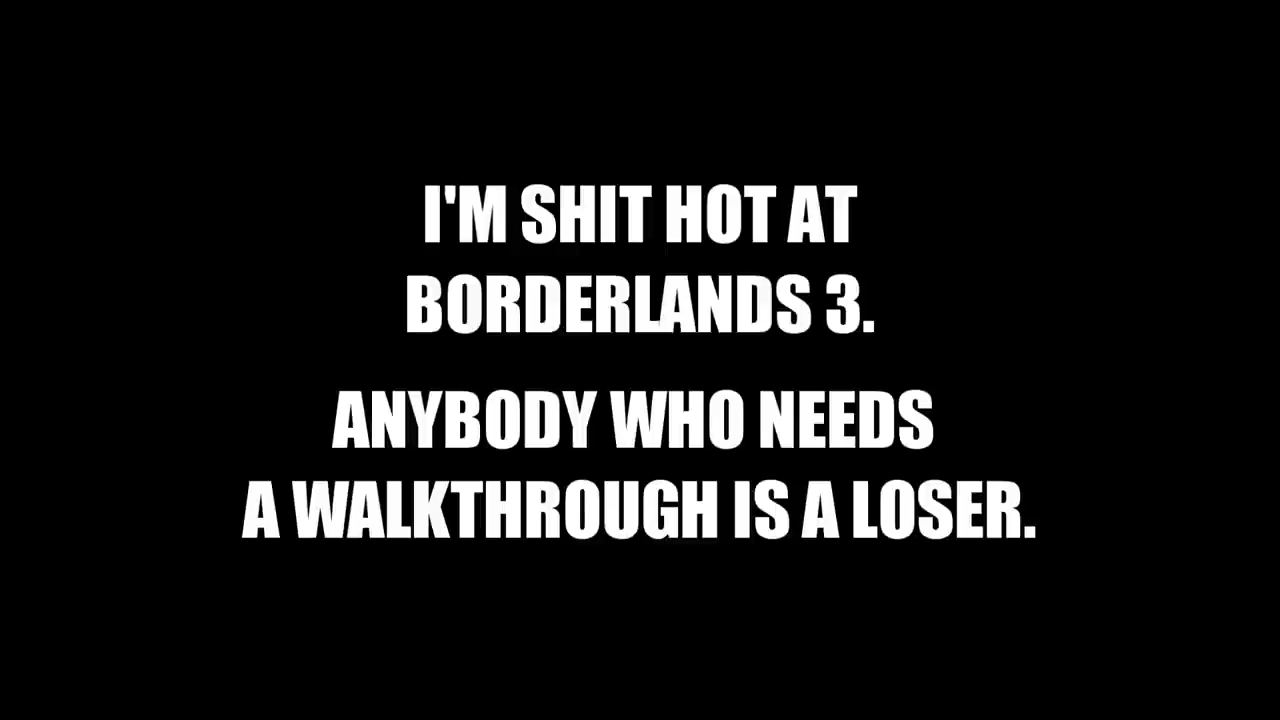 I'M SHIT HOT AT
BORDERLANDS 3.
ANYBODY WHO NEEDS
A WALKTHROUGH IS A LOSER.